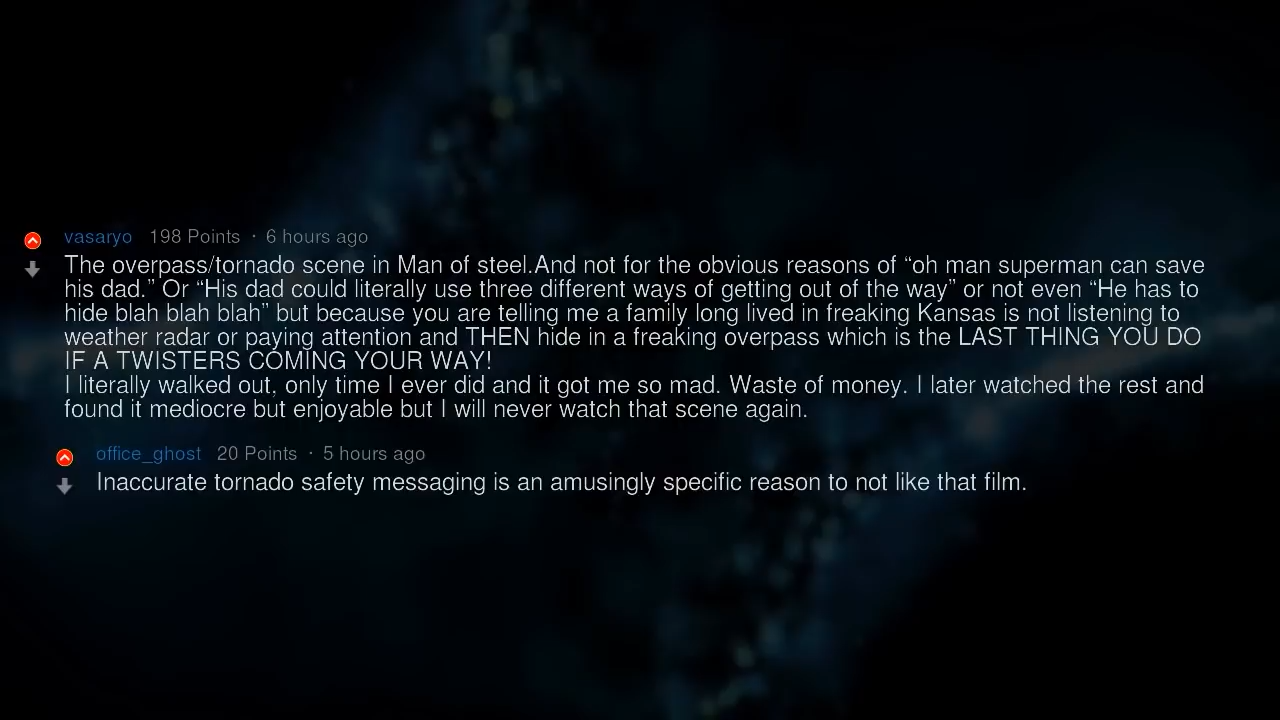 vasaryo 198 Points · 6 hours ago
The overpass/tornado scene in Man of steel.And not for the obvious reasons of “oh man superman can save
his dad.” Or “His dad could literally use three different ways of getting out of the way” or not even “He has to
hide blah blah blah” but because you are telling me a family long lived in freaking Kansas is not listening to
weather radar or paying attention and THEN hide in a freaking overpass which is the LAST THING YOU DO
IF A TWISTERS COMING YOUR WAY!
I literally walked out, only time I ever did and it got me so mad. Waste of money. I later watched the rest and
found it mediocre but enjoyable but I will never watch that scene again.
office_ghost 20 Points · 5 hours ago
Inaccurate tornado safety messaging is an amusingly specific reason to not like that film.